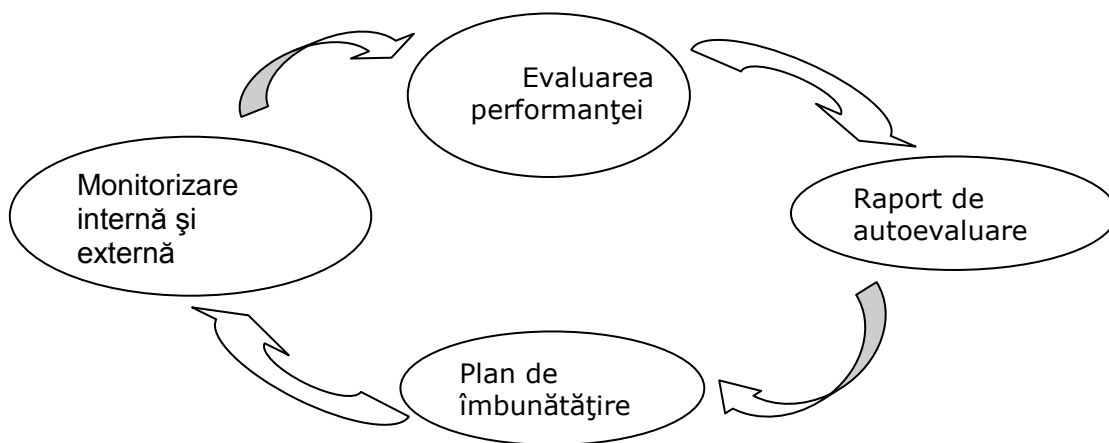 Evaluarea
performanţei
Monitorizare
internă şi
externă
Raport de
autoevaluare
Plan de
îmbunătăţire